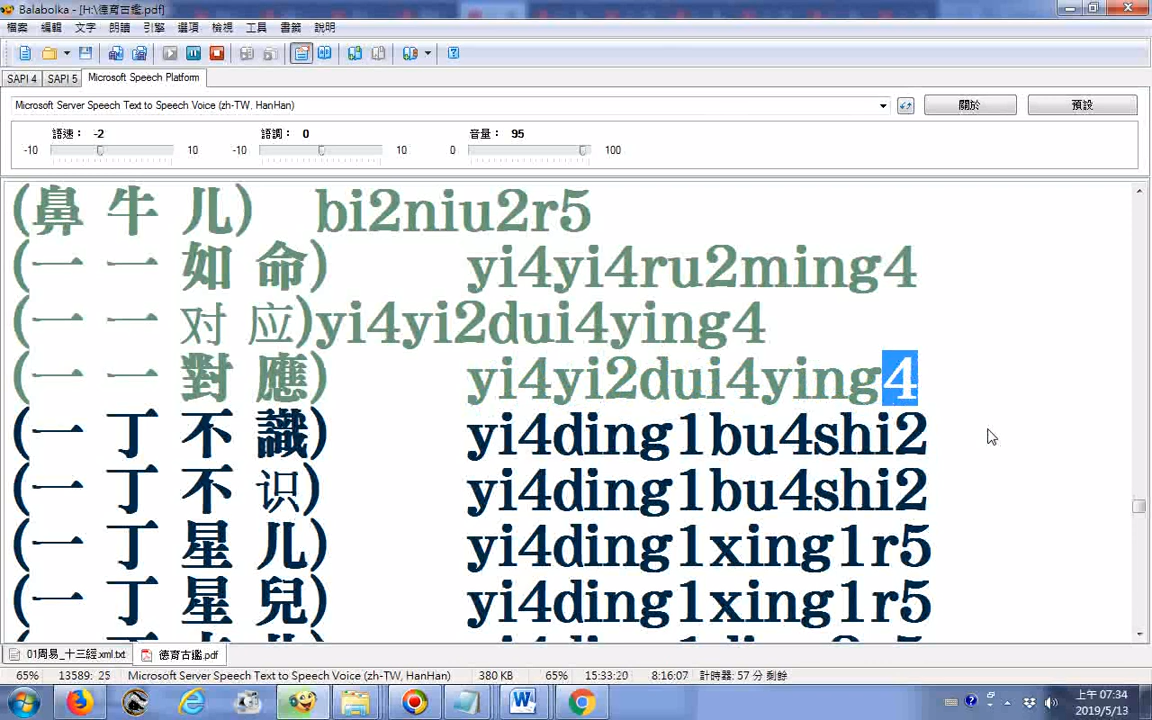 Balabolka - [H:\德育古鑑.pdf]
檔案 編輯 文字 朗讀 引擎 選項 檢視 工具 書籤 說明
SAPI 4 SAPI 5 Microsoft Speech Platform
Microsoft Server Speech Text to Speech Voice (zh-TW, HanHan) 關於 預設
語速： -2 語調： 0 音量： 95
-10 10 -10 10 0 100
(鼻 牛 儿) bi2niu2r5
(一 一 如 命) yi4yi4ru2ming4
(一 一 对 应)yi4yi2dui4ying4
(一 一 對 應) yi4yi2dui4ying4
(一 丁 不 識) yi4ding1bu4shi2
(一 丁 不 识) yi4ding1bu4shi2
(一 丁 星 儿) yi4ding1xing1r5
(一 丁 星 兒) yi4ding1xing1r5
01周易_十三經.xml.txt 德育古鑑.pdf
65% 13589: 25 Microsoft Server Speech Text to Speech Voice (zh-TW, HanHan) 380 KB 65% 15:33:20 8:16:07 計時器: 57 分 剩餘
上午 07:34
2019/5/13